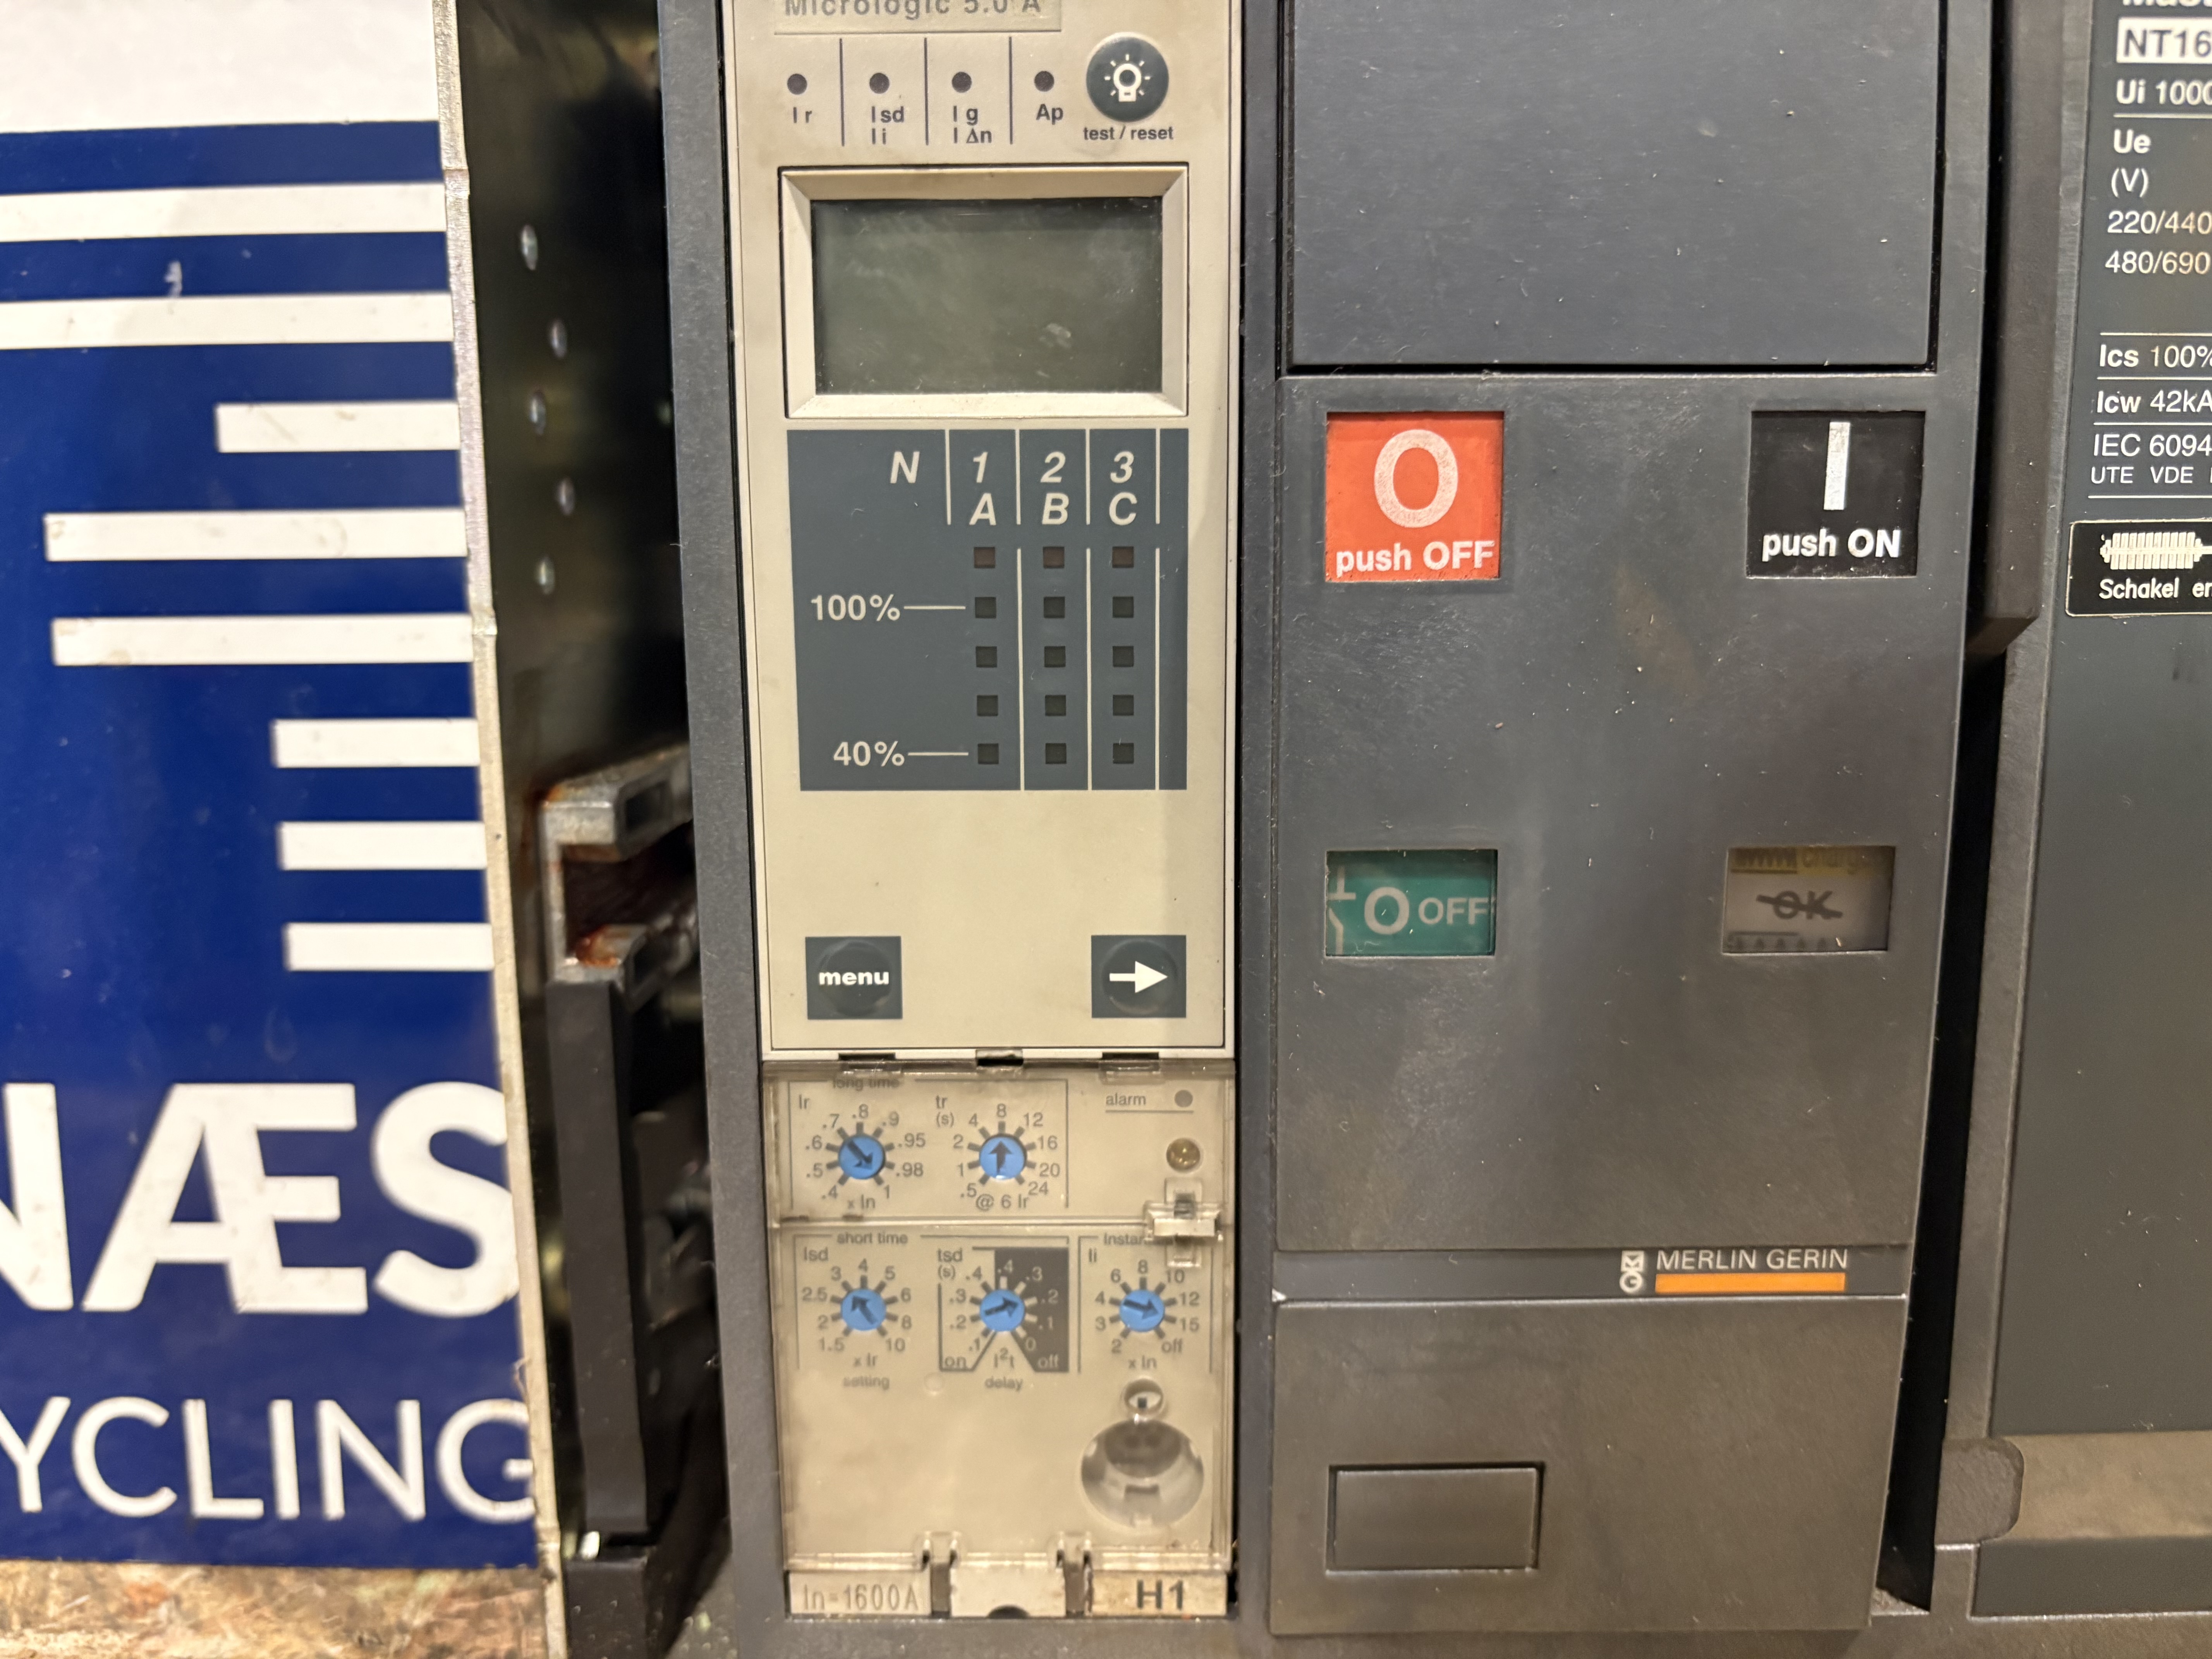 Micrologic 5.0 A
Ir
Isd
Ii
Ig
IΔn
Ap
test / reset
N 1 2 3
A B C
100%
40%
menu
long time
Ir
.4 .5 .6 .7 .8 .9 .95 .98 1
x In
tr
(s)
.5 1 2 4 8 12 16 20 24
@ 6 Ir
alarm
short time
Isd
1.5 2 2.5 3 4 5 6 8 10
x Ir
setting
tsd
(s)
.1 .2 .3 .4 .4 .3 .2 .1 0
on I²t off
delay
Ii
2 3 4 6 8 10 12 15 off
x In
In=1600A
H1
O
push OFF
I
push ON
O OFF
OK
MERLIN GERIN
NT16
Ui 1000
Ue
(V)
220/440
480/690
Ics 100%
Icw 42kA
IEC 6094
UTE VDE
Schakel
NÆS
YCLING